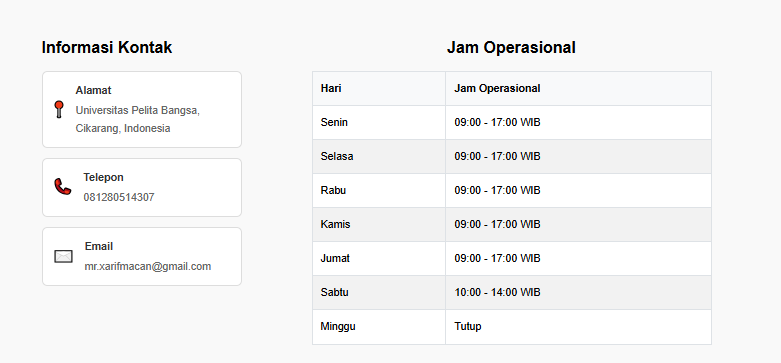 Informasi Kontak
Alamat
Universitas Pelita Bangsa,
Cikarang, Indonesia
Telepon
081280514307
Email
mr.xarifmacan@gmail.com
Jam Operasional
Hari Jam Operasional
Senin 09:00 - 17:00 WIB
Selasa 09:00 - 17:00 WIB
Rabu 09:00 - 17:00 WIB
Kamis 09:00 - 17:00 WIB
Jumat 09:00 - 17:00 WIB
Sabtu 10:00 - 14:00 WIB
Minggu Tutup